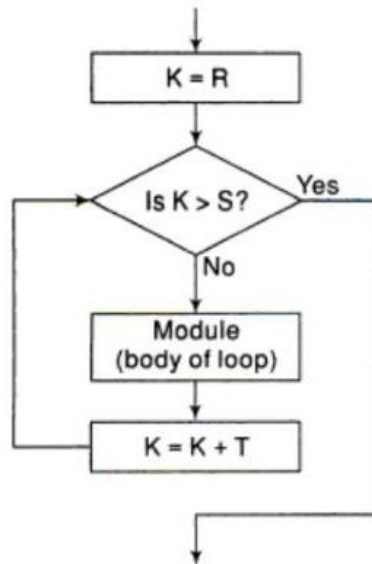 K = R
Is K > S?
Yes
No
Module
(body of loop)
K = K + T